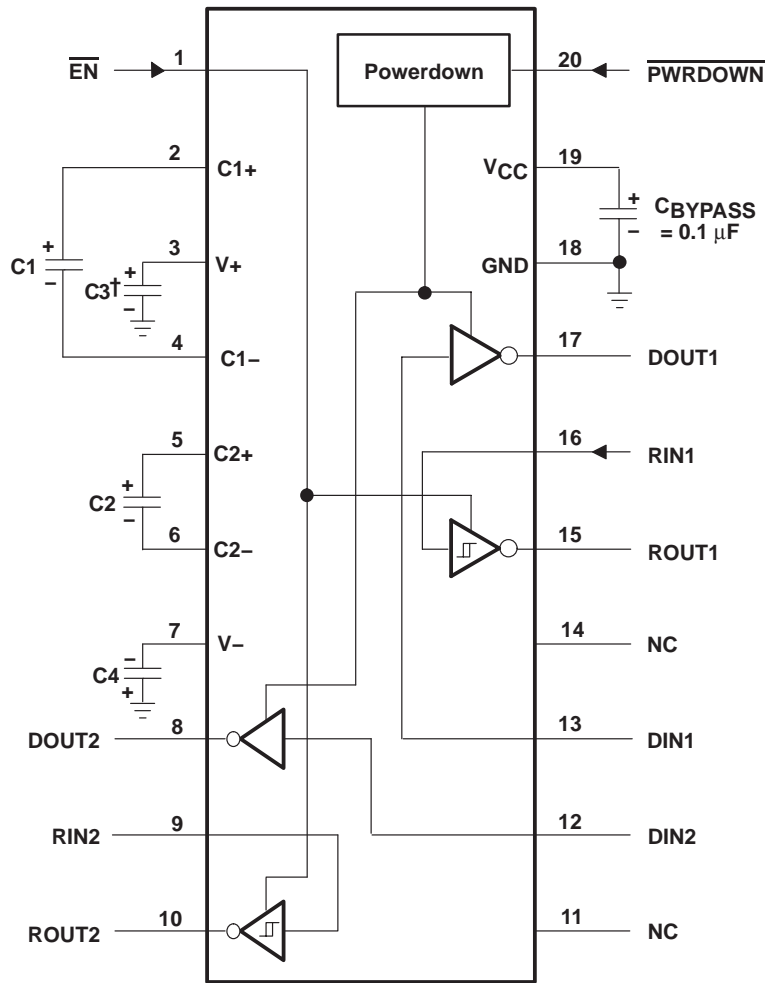 EN 1 Powerdown 20 PWRDOWN
2 C1+ VCC 19
+ CBYPASS
– = 0.1 μF
C1 + –
3 V+ GND 18
C3† + –
4 C1– 17 DOUT1
5 C2+ 16 RIN1
C2 + –
6 C2– 15 ROUT1
7 V– 14 NC
C4 – +
DOUT2 8 13 DIN1
RIN2 9 12 DIN2
ROUT2 10 11 NC